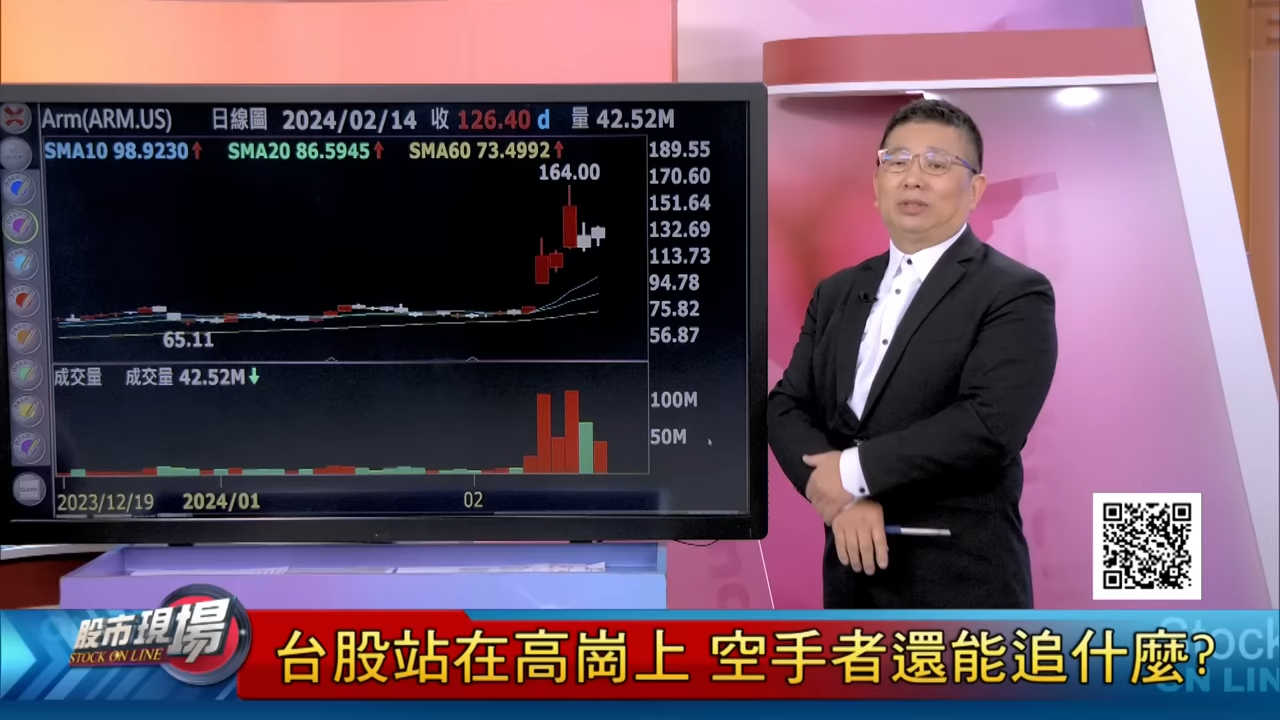 Arm(ARM.US) 日線圖 2024/02/14 收 126.40 d 量 42.52M
SMA10 98.9230↑ SMA20 86.5945↑ SMA60 73.4992↑
189.55
164.00
170.60
151.64
132.69
113.73
94.78
75.82
65.11
56.87
成交量 成交量 42.52M↓
100M
50M
2023/12/19 2024/01 02
股市現場
STOCK ON LINE
台股站在高崗上 空手者還能追什麼?
Stock
ON LIN